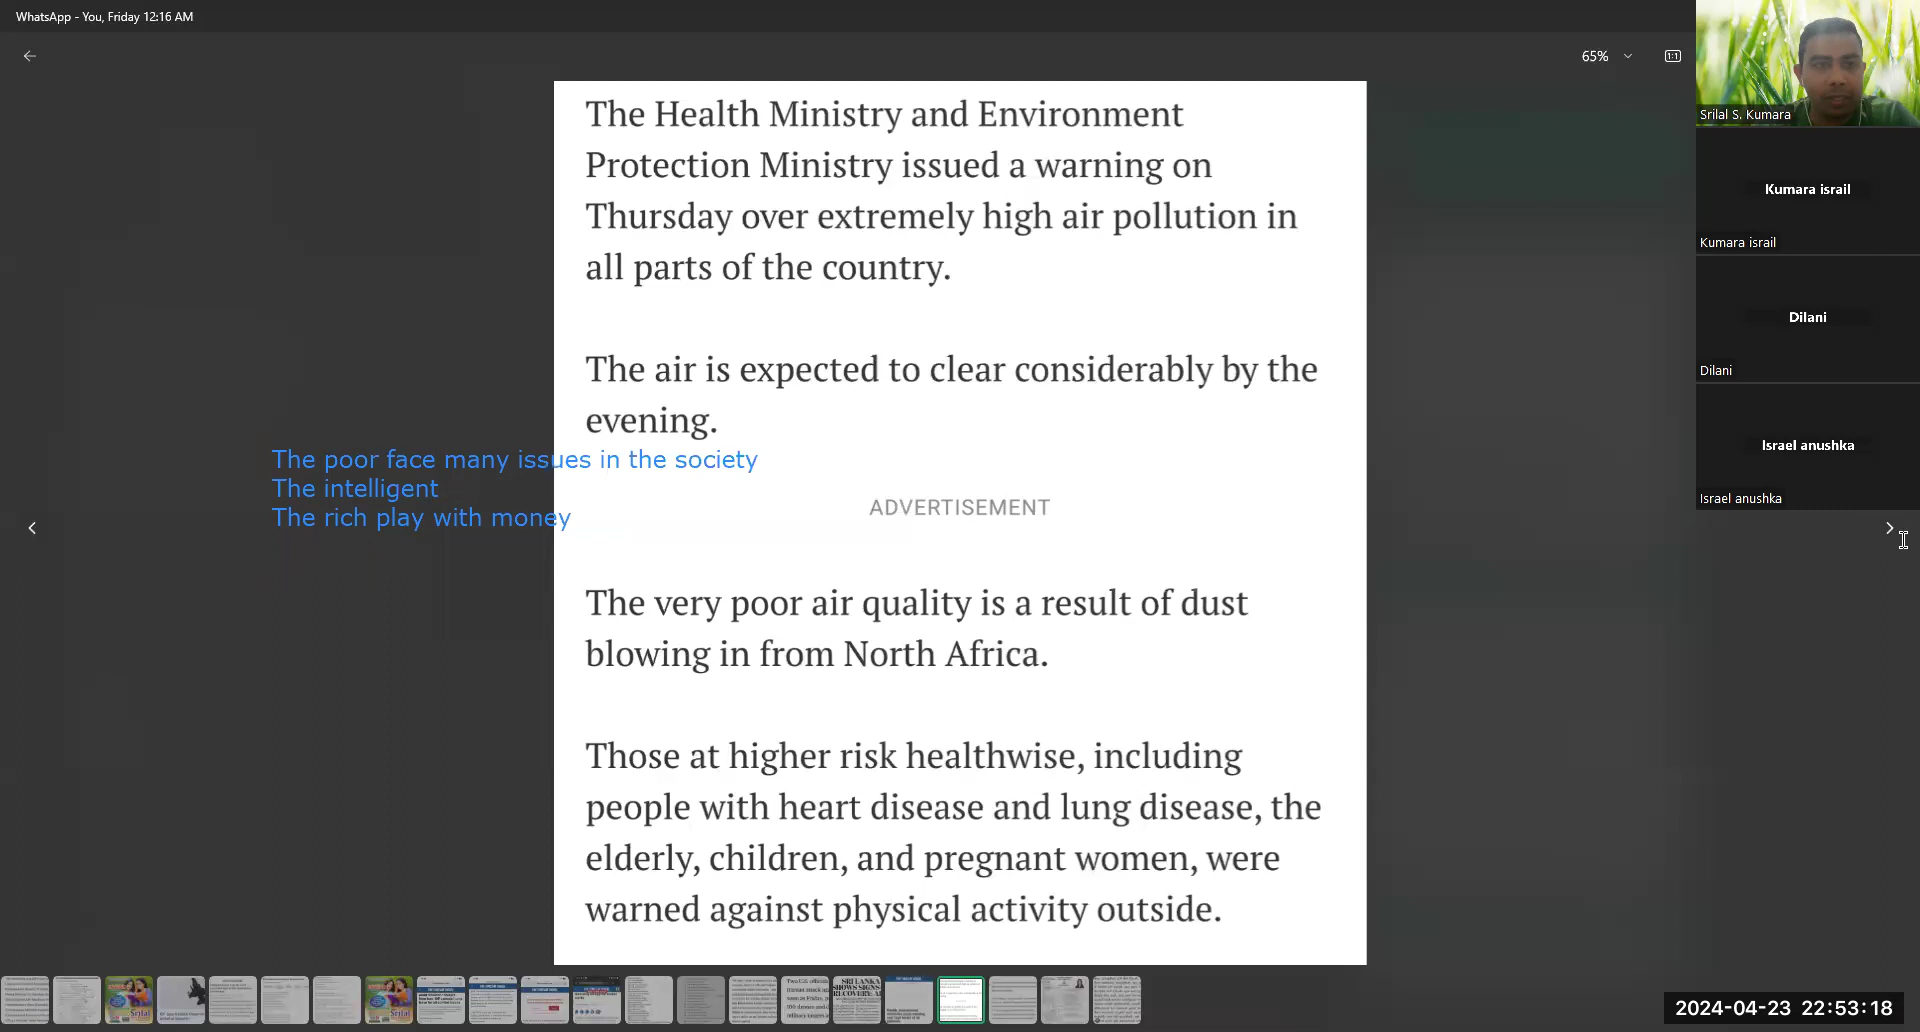 WhatsApp - You, Friday 12:16 AM
65%
1:1
The Health Ministry and Environment
Protection Ministry issued a warning on
Thursday over extremely high air pollution in
all parts of the country.
The air is expected to clear considerably by the
evening.
The poor face many issues in the society
The intelligent
The rich play with money
ADVERTISEMENT
The very poor air quality is a result of dust
blowing in from North Africa.
Those at higher risk healthwise, including
people with heart disease and lung disease, the
elderly, children, and pregnant women, were
warned against physical activity outside.
Srilal S. Kumara
Kumara israil
Kumara israil
Dilani
Dilani
Israel anushka
Israel anushka
2024-04-23 22:53:18